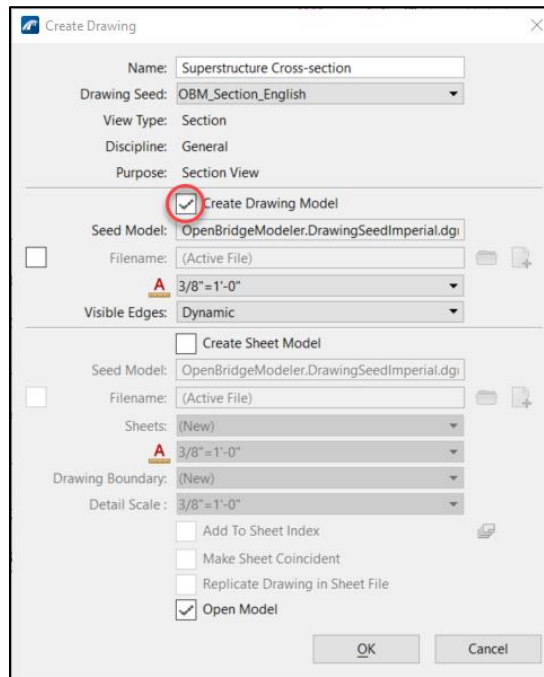 Create Drawing
Name: Superstructure Cross-section
Drawing Seed: OBM_Section_English
View Type: Section
Discipline: General
Purpose: Section View
Create Drawing Model
Seed Model: OpenBridgeModeler.DrawingSeedImperial.dg
Filename: (Active File)
A 3/8"=1'-0"
Visible Edges: Dynamic
Create Sheet Model
Seed Model: OpenBridgeModeler.DrawingSeedImperial.dg
Filename: (Active File)
Sheets: (New)
A 3/8"=1'-0"
Drawing Boundary: (New)
Detail Scale : 3/8"=1'-0"
Add To Sheet Index
Make Sheet Coincident
Replicate Drawing in Sheet File
Open Model
OK Cancel